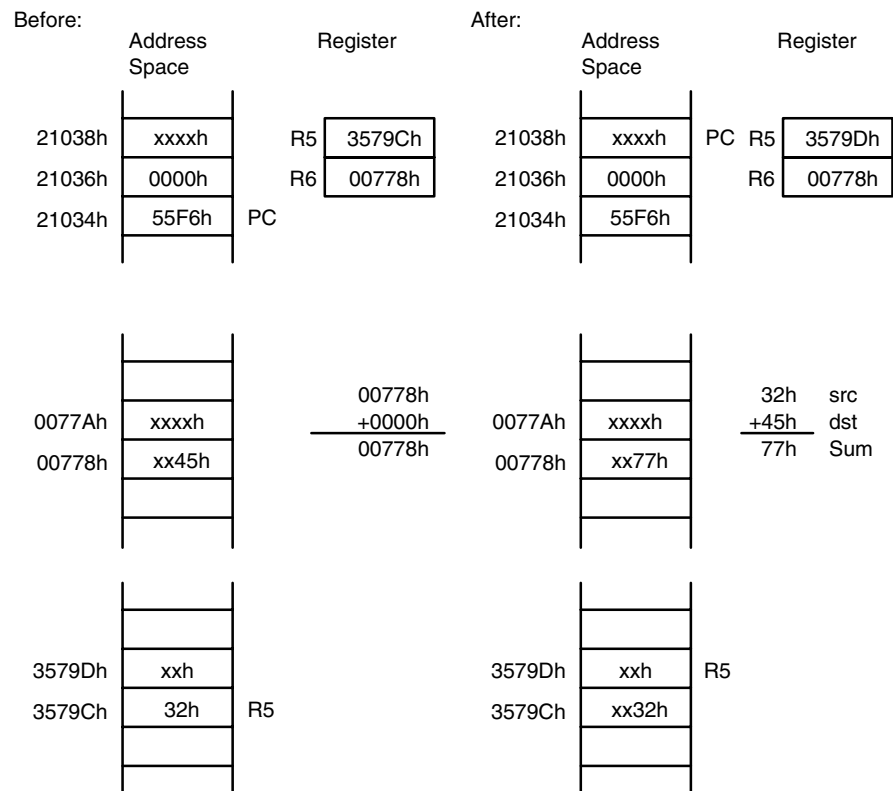 Before:
After:
Address Space
Register
Address Space
Register
21038h xxxxh R5 3579Ch 21038h xxxxh PC R5 3579Dh
21036h 0000h R6 00778h 21036h 0000h R6 00778h
21034h 55F6h PC 21034h 55F6h
00778h 32h src
0077Ah xxxxh +0000h 0077Ah xxxxh +45h dst
00778h xx45h 00778h 00778h xx77h 77h Sum
3579Dh xxh 3579Dh xxh R5
3579Ch 32h R5 3579Ch xx32h